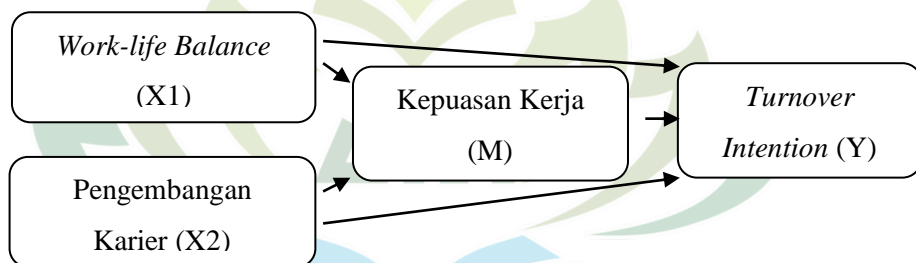 Work-life Balance
(X1)
Kepuasan Kerja
(M)
Turnover
Intention (Y)
Pengembangan
Karier (X2)